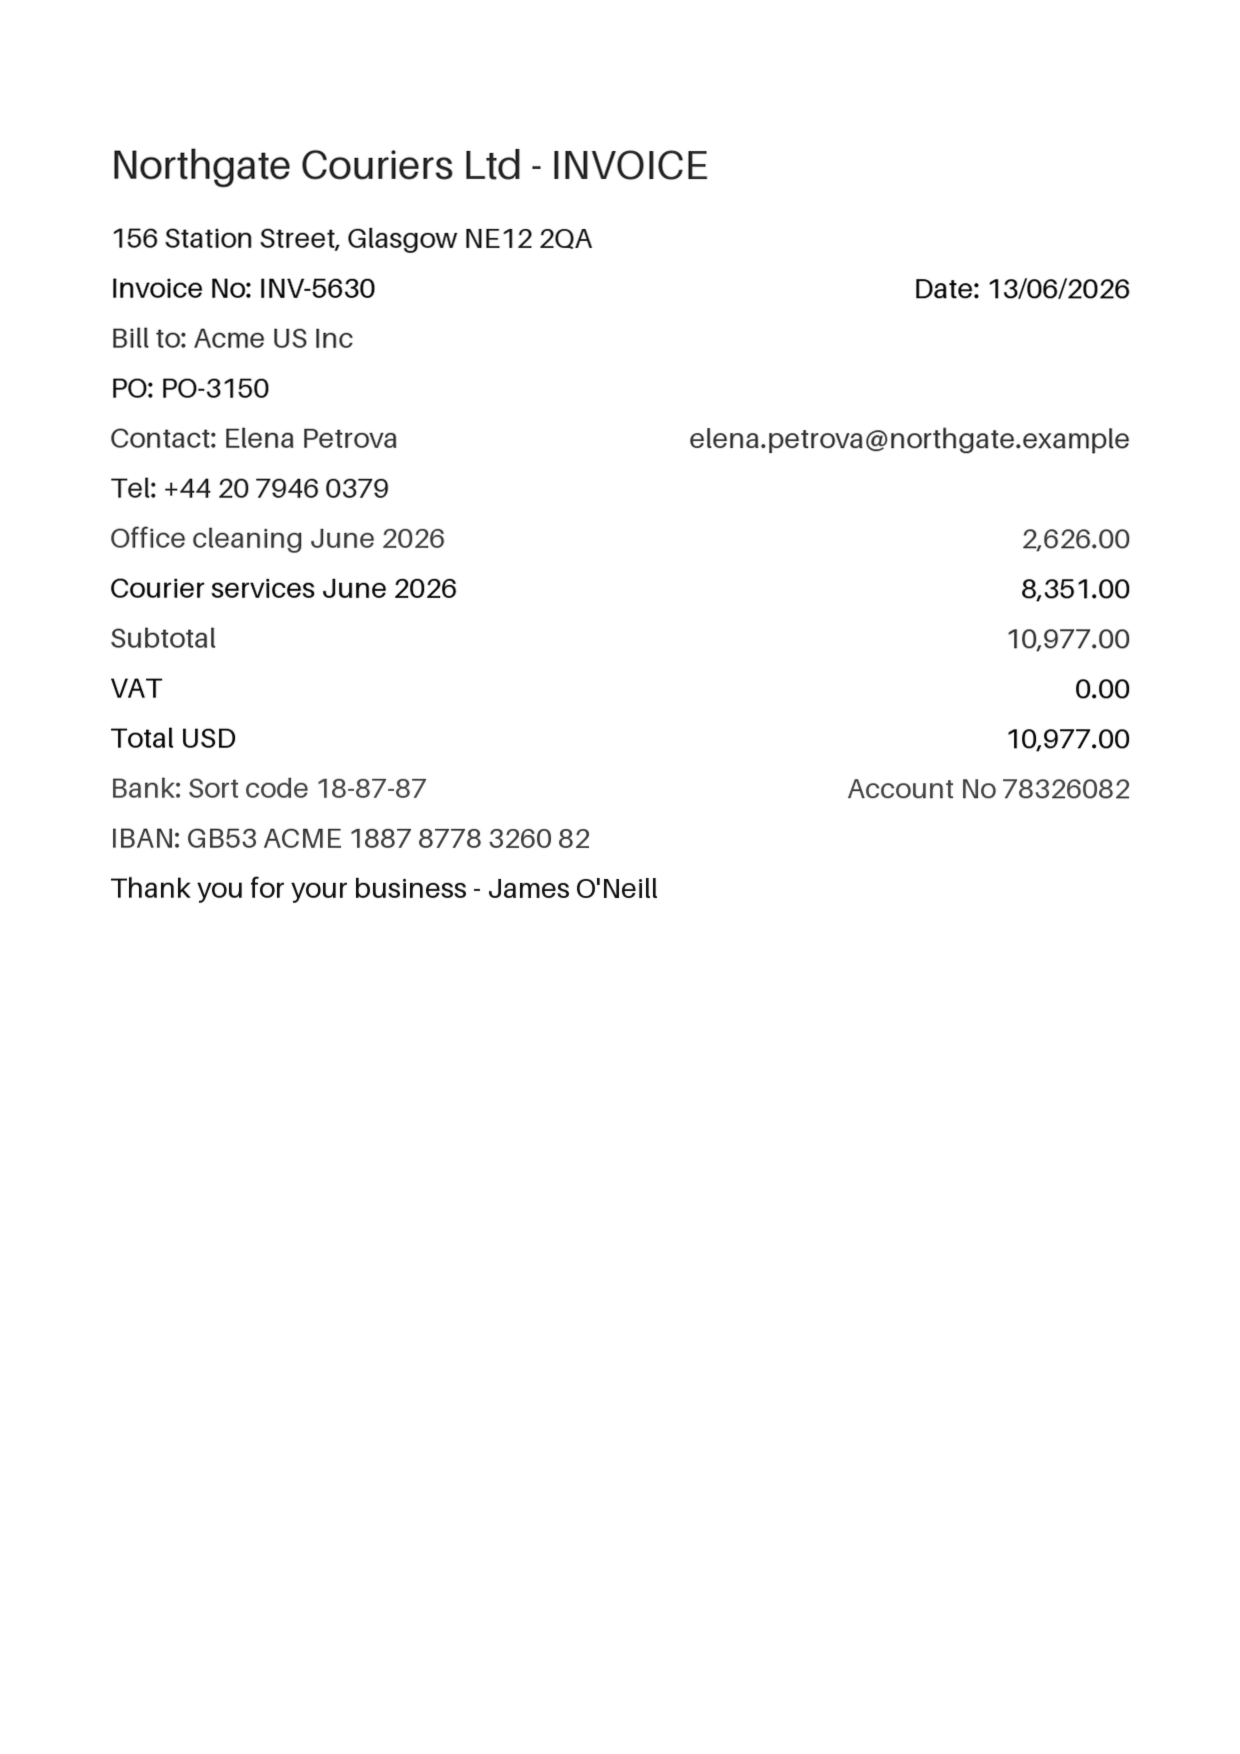 Northgate Couriers Ltd - INVOICE
156 Station Street, Glasgow NE12 2QA
Invoice No: INV-5630 Date: 13/06/2026
Bill to: Acme US Inc
PO: PO-3150
Contact: Elena Petrova elena.petrova@northgate.example
Tel: +44 20 7946 0379
Office cleaning June 2026 2,626.00
Courier services June 2026 8,351.00
Subtotal 10,977.00
VAT 0.00
Total USD 10,977.00
Bank: Sort code 18-87-87 Account No 78326082
IBAN: GB53 ACME 1887 8778 3260 82
Thank you for your business - James O'Neill